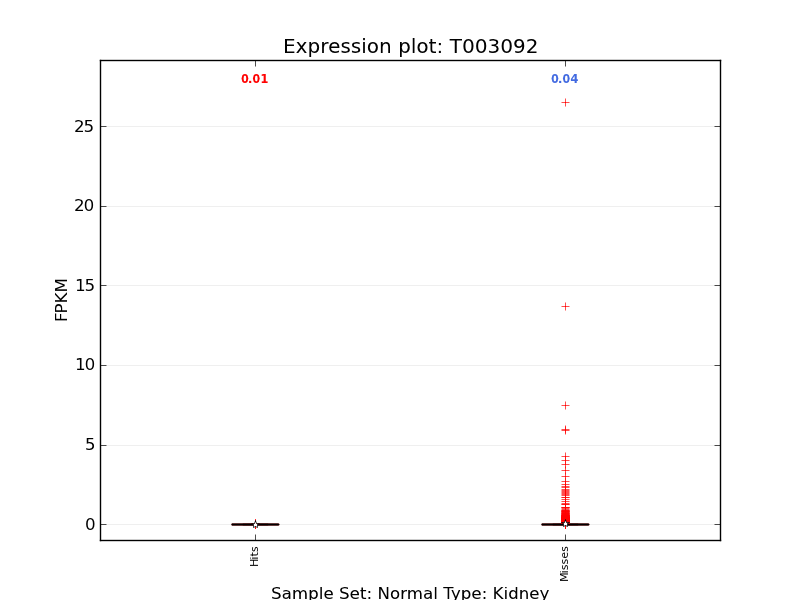 Expression plot: T003092
0.01
0.04
25
20
15
10
5
0
FPKM
Hits
Misses
Sample Set: Normal Type: Kidney